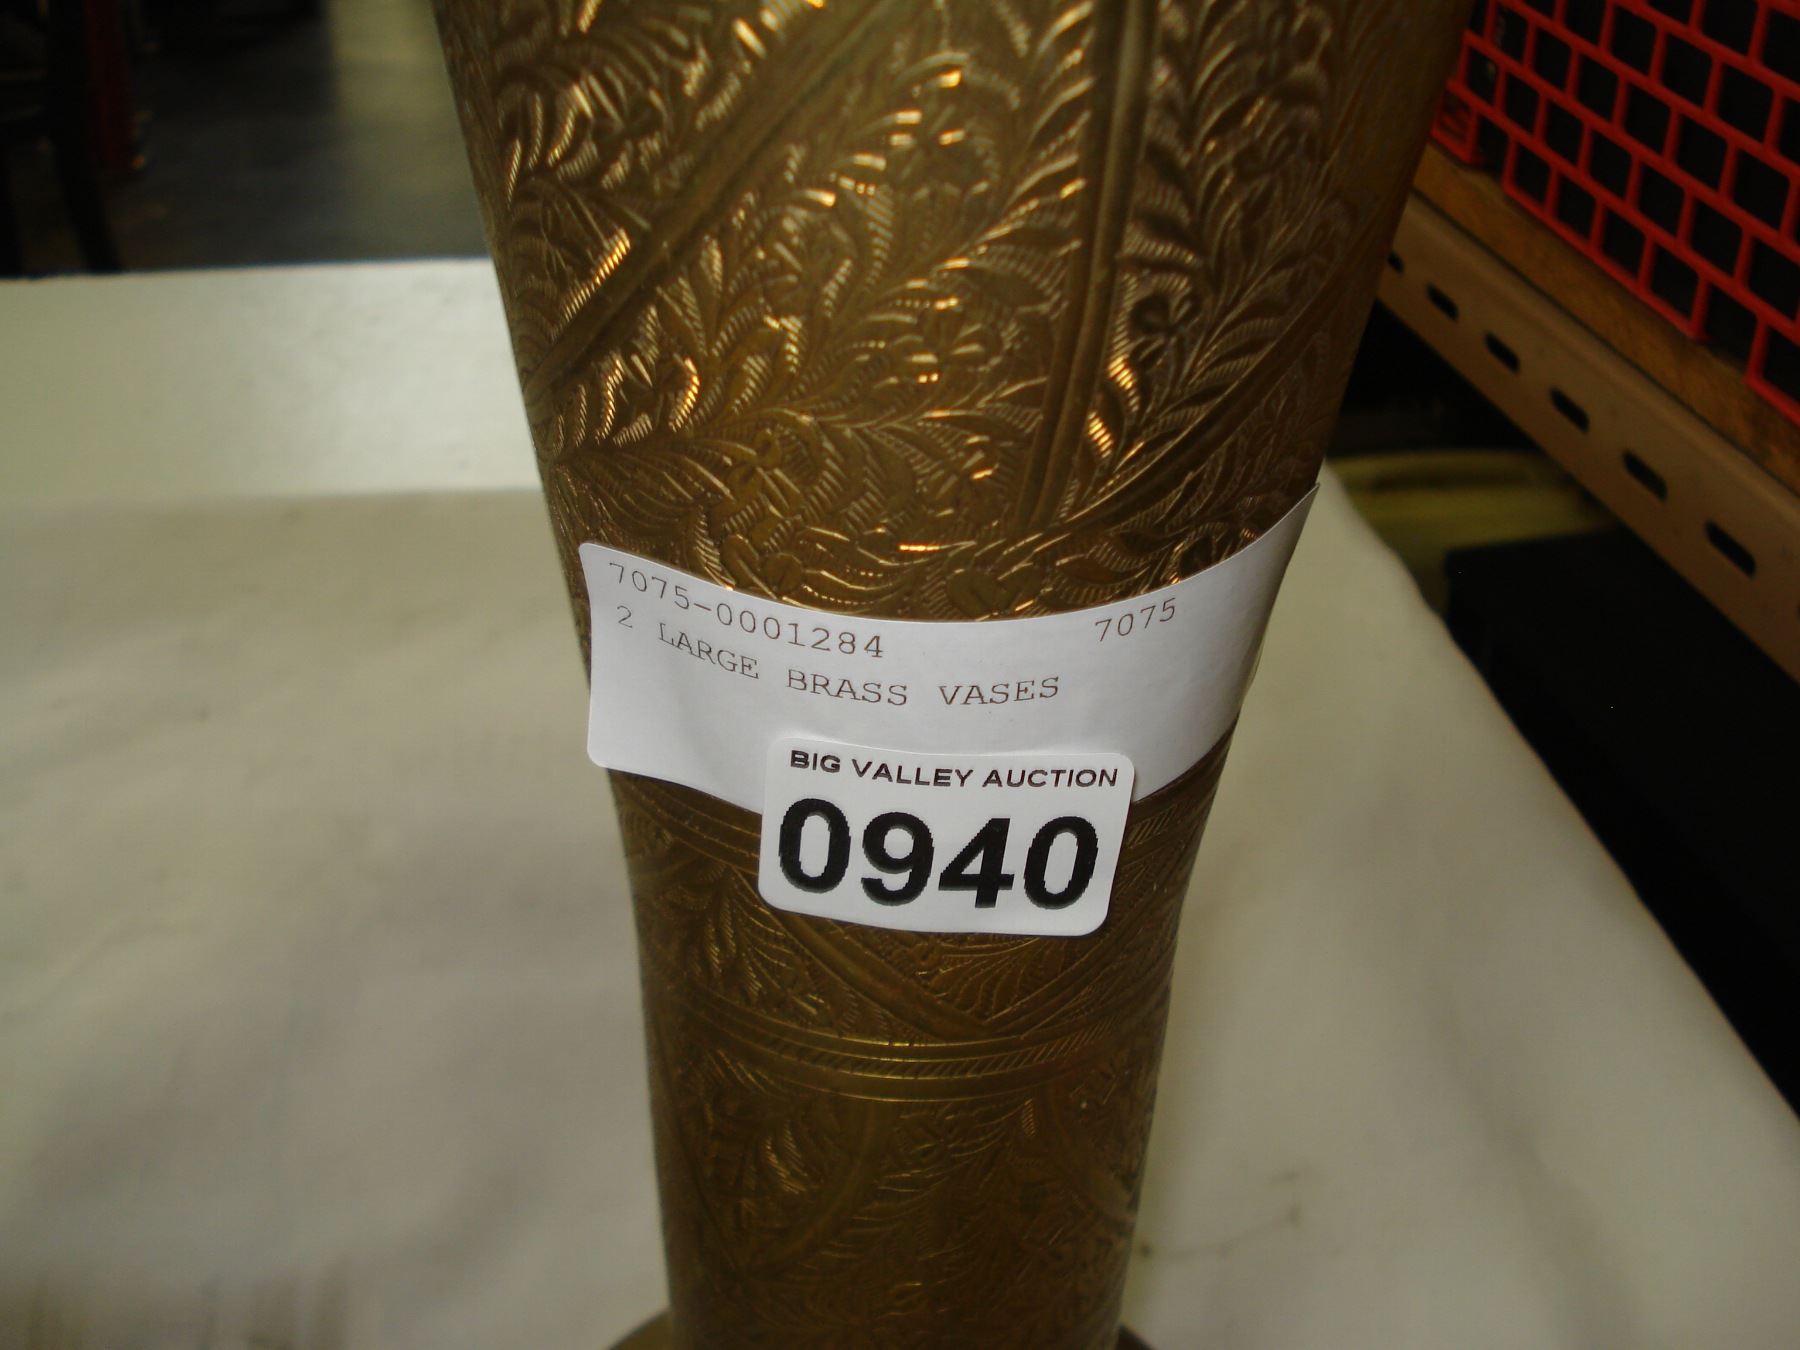 7075-0001284 7075
2 LARGE BRASS VASES
BIG VALLEY AUCTION
0940